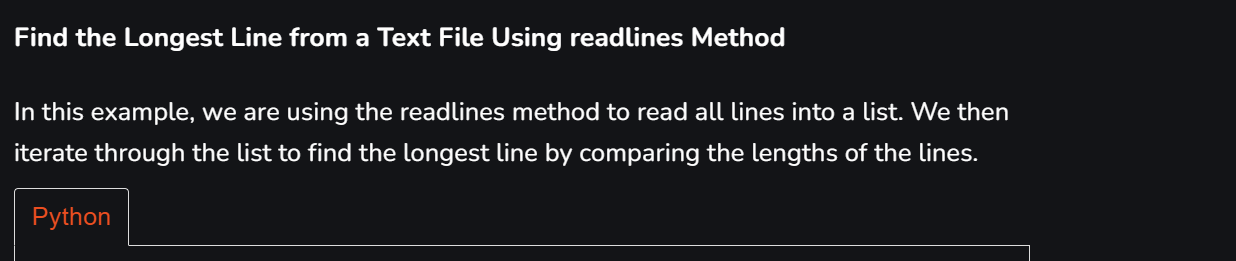 Find the Longest Line from a Text File Using readlines Method
In this example, we are using the readlines method to read all lines into a list. We then
iterate through the list to find the longest line by comparing the lengths of the lines.
Python